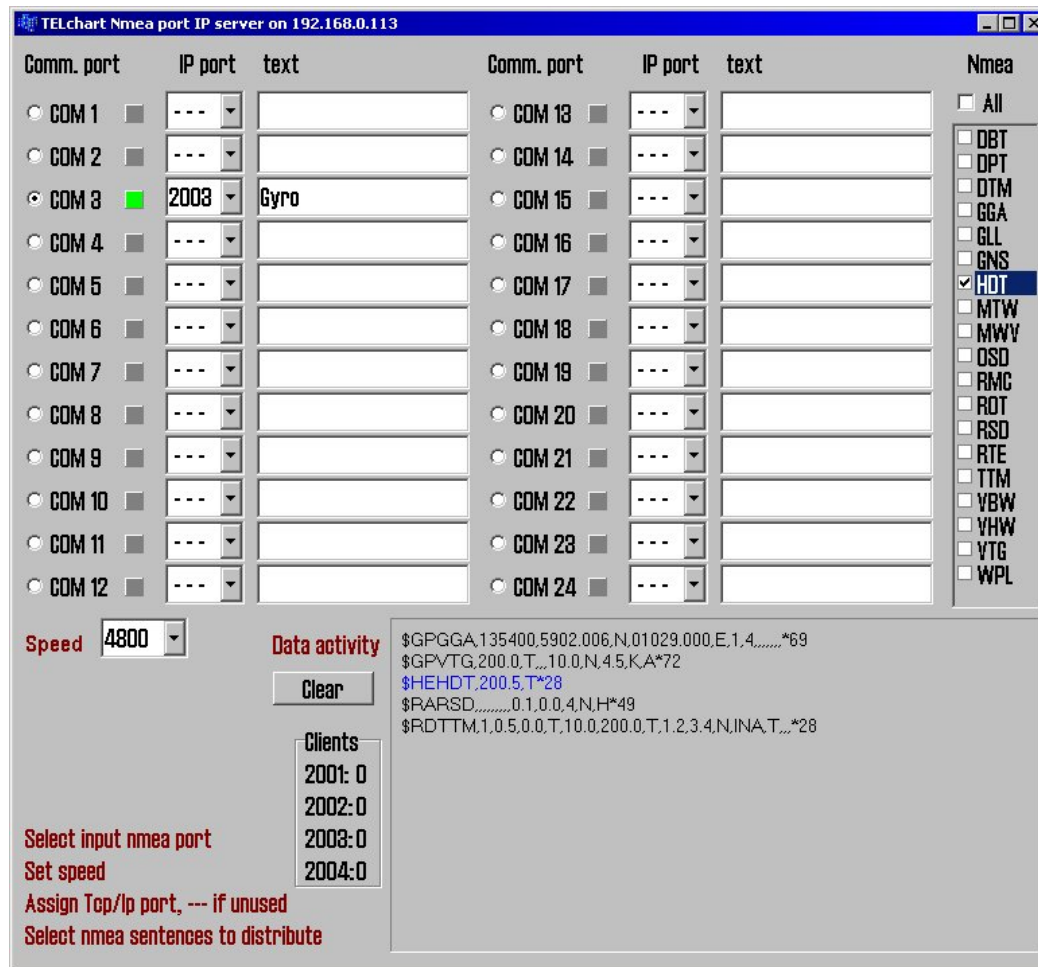 TELchart Nmea port IP server on 192.168.0.113
Comm. port IP port text Comm. port IP port text Nmea
All
COM 1 --- COM 13 ---
COM 2 --- COM 14 ---
COM 3 2003 Gyro COM 15 ---
COM 4 --- COM 16 ---
COM 5 --- COM 17 ---
COM 6 --- COM 18 ---
COM 7 --- COM 19 ---
COM 8 --- COM 20 ---
COM 9 --- COM 21 ---
COM 10 --- COM 22 ---
COM 11 --- COM 23 ---
COM 12 --- COM 24 ---
DBT
DPT
DTM
GGA
GLL
GNS
HDT
MTW
MWV
OSD
RMC
ROT
RSD
RTE
TTM
VBW
VHW
VTG
WPL
Speed 4800
Data activity
Clear
Clients
2001: 0
2002:0
2003:0
2004:0
Select input nmea port
Set speed
Assign Tcp/Ip port, --- if unused
Select nmea sentences to distribute
$GPGGA,135400,5902.006,N,01029.000,E,1,4,,,,,,,*69
$GPVTG,200.0,T,,,10.0,N,4.5,K,A*72
$HEHDT,200.5,T*28
$RARSD,,,,,,,,,0.1,0.0,4,N,H*49
$RDTTM,1,0.5,0.0,T,10.0,200.0,T,1.2,3.4,N,INA,T,,,*28